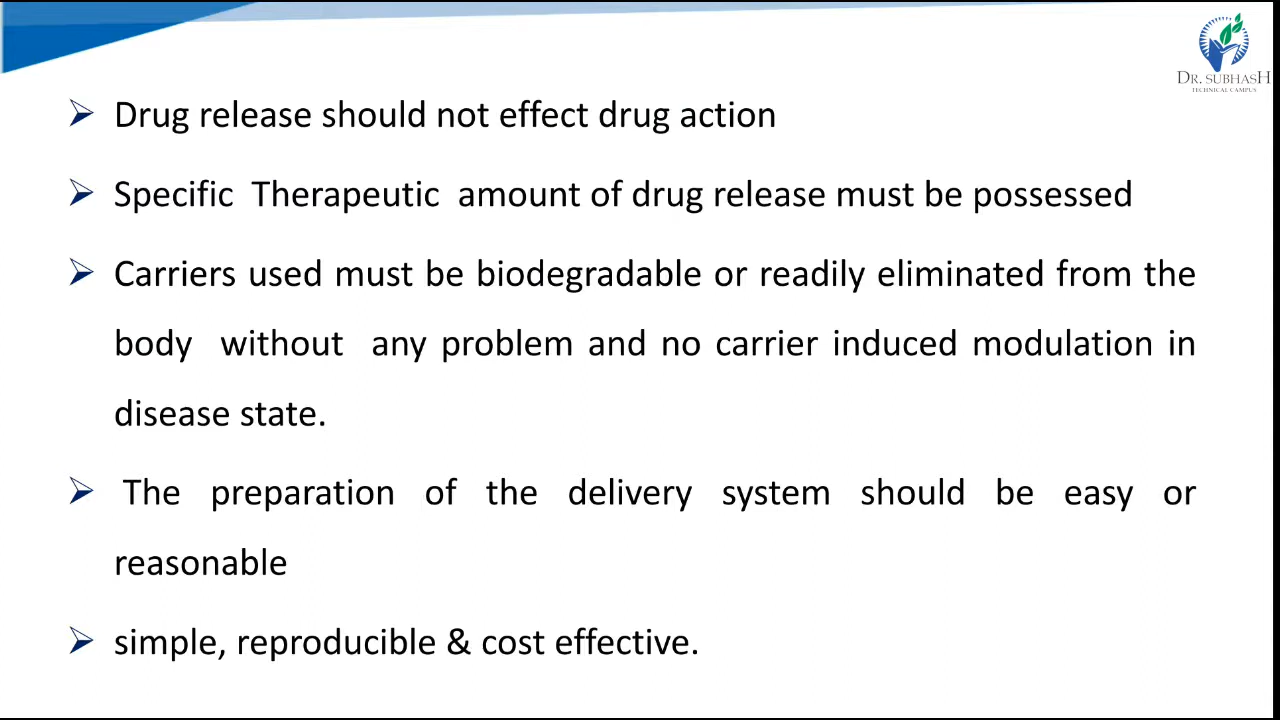 DR. SUBHASH
TECHNICAL CAMPUS
Drug release should not effect drug action
Specific Therapeutic amount of drug release must be possessed
Carriers used must be biodegradable or readily eliminated from the
body without any problem and no carrier induced modulation in
disease state.
The preparation of the delivery system should be easy or
reasonable
simple, reproducible & cost effective.